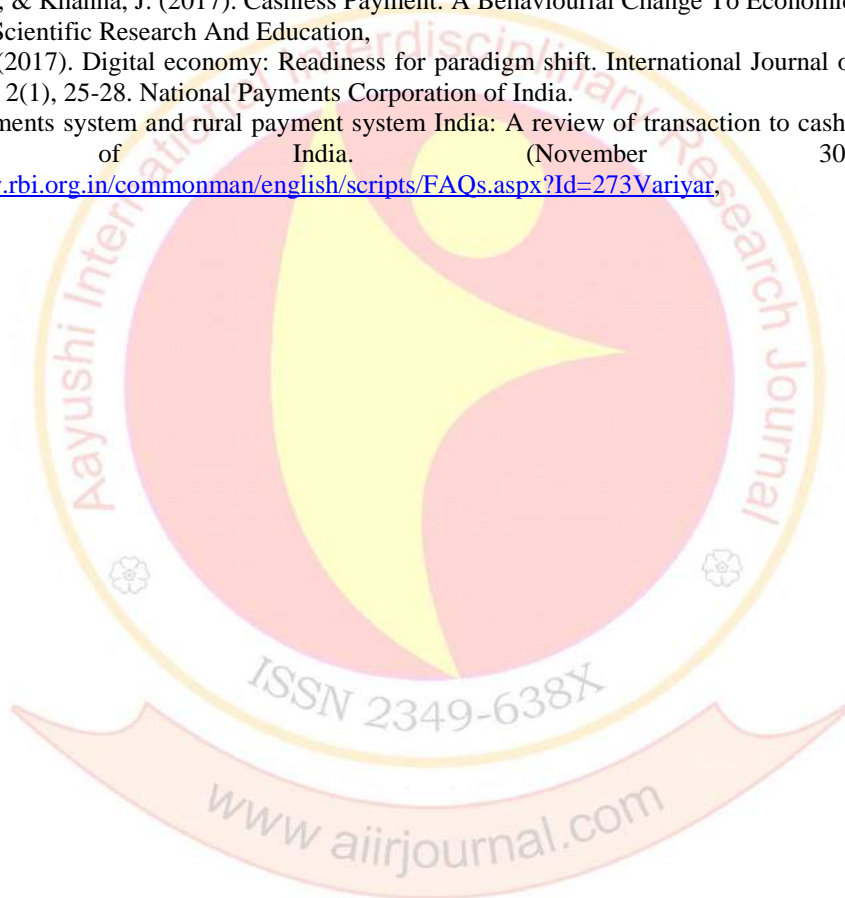 , & Khanna, J. (2017). Cashless Payment: A Behaviourial Change To Economic
Scientific Research And Education,
(2017). Digital economy: Readiness for paradigm shift. International Journal o
2(1), 25-28. National Payments Corporation of India.
ments system and rural payment system India: A review of transaction to cash
of India. (November 30
.rbi.org.in/commonman/english/scripts/FAQs.aspx?Id=273Variyar,
Aayushi International Interdisciplinary Research Journal
ISSN 2349-638X
www.aiirjournal.com